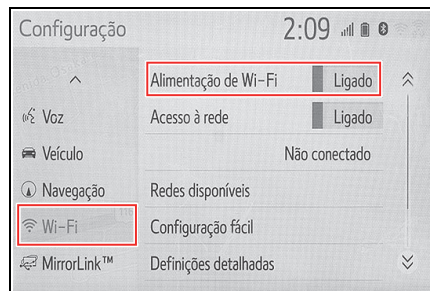 Configuração 2:09
Alimentação de Wi-Fi Ligado
Voz Acesso à rede Ligado
Veículo Não conectado
Navegação Redes disponíveis
Wi-Fi Configuração fácil
MirrorLink™ Definições detalhadas